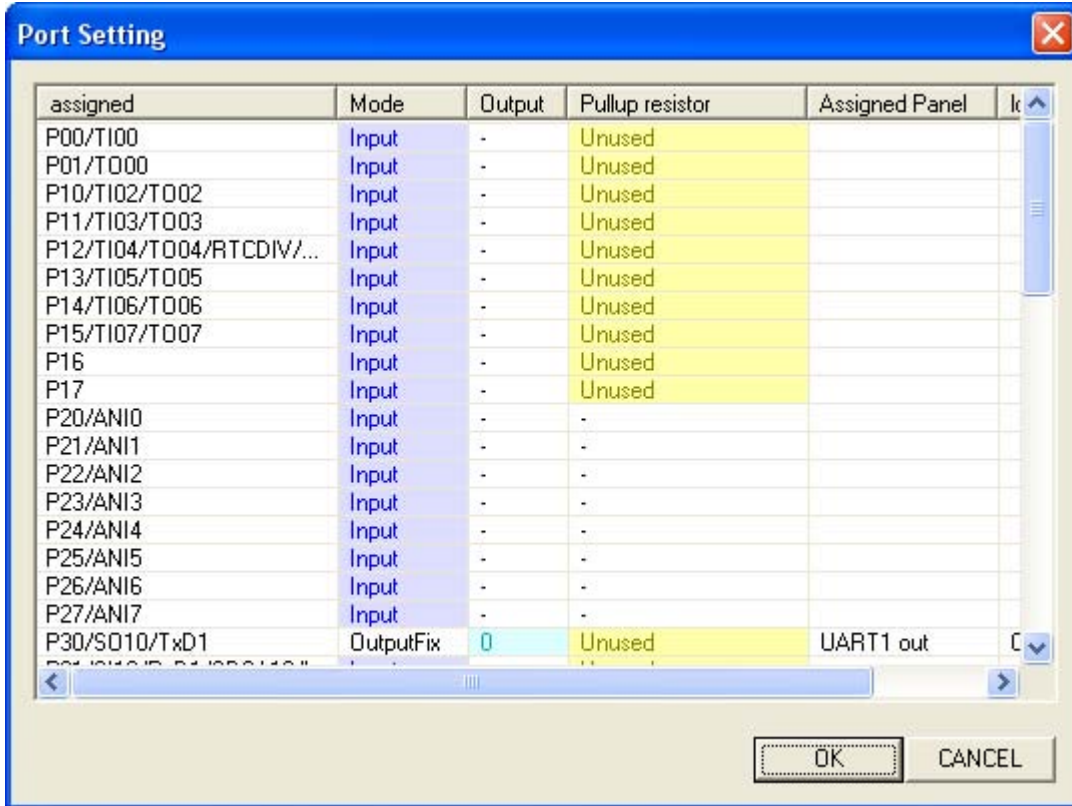 Port Setting
assigned Mode Output Pullup resistor Assigned Panel
P00/TI00 Input - Unused
P01/TO00 Input - Unused
P10/TI02/TO02 Input - Unused
P11/TI03/TO03 Input - Unused
P12/TI04/TO04/RTCDIV/... Input - Unused
P13/TI05/TO05 Input - Unused
P14/TI06/TO06 Input - Unused
P15/TI07/TO07 Input - Unused
P16 Input - Unused
P17 Input - Unused
P20/ANI0 Input - -
P21/ANI1 Input - -
P22/ANI2 Input - -
P23/ANI3 Input - -
P24/ANI4 Input - -
P25/ANI5 Input - -
P26/ANI6 Input - -
P27/ANI7 Input - -
P30/SO10/TxD1 OutputFix 0 Unused UART1 out
OK CANCEL